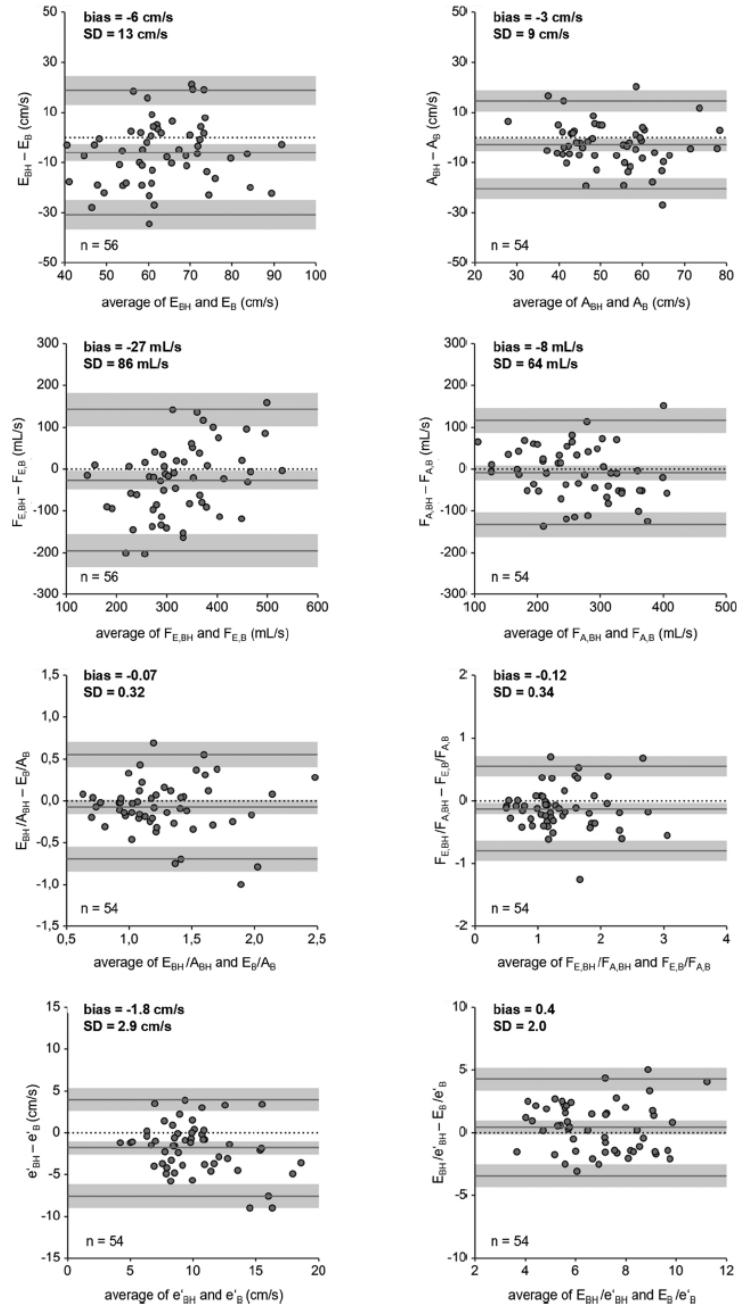 bias = -6 cm/s
SD = 13 cm/s
50
30
10
-10
-30
-50
E_BH – E_B (cm/s)
n = 56
40 50 60 70 80 90 100
average of E_BH and E_B (cm/s)
bias = -3 cm/s
SD = 9 cm/s
50
30
10
-10
-30
-50
A_BH – A_B (cm/s)
n = 54
20 30 40 50 60 70 80
average of A_BH and A_B (cm/s)
bias = -27 mL/s
SD = 86 mL/s
300
200
100
0
-100
-200
-300
F_E,BH – F_E,B (mL/s)
n = 56
100 200 300 400 500 600
average of F_E,BH and F_E,B (mL/s)
bias = -8 mL/s
SD = 64 mL/s
300
200
100
0
-100
-200
300
F_A,BH – F_A,B (mL/s)
n = 54
100 200 300 400 500
average of F_A,BH and F_A,B (mL/s)
bias = -0.07
SD = 0.32
1,5
1,0
0,5
0,0
-0,5
-1,0
-1,5
E_BH/A_BH – E_B/A_B
n = 54
0,5 1,0 1,5 2,0 2,5
average of E_BH/A_BH and E_B/A_B
bias = -0.12
SD = 0.34
2
1
0
-1
-2
F_E,BH/F_A,BH – F_E,B/F_A,B
n = 54
0 1 2 3 4
average of F_E,BH/F_A,BH and F_E,B/F_A,B
bias = -1.8 cm/s
SD = 2.9 cm/s
15
10
5
0
-5
-10
-15
e'_BH – e'_B (cm/s)
n = 54
0 5 10 15 20
average of e'_BH and e'_B (cm/s)
bias = 0.4
SD = 2.0
10
5
0
-5
-10
E_BH/e'_BH – E_B/e'_B
n = 54
2 4 6 8 10 12
average of E_BH/e'_BH and E_B/e'_B